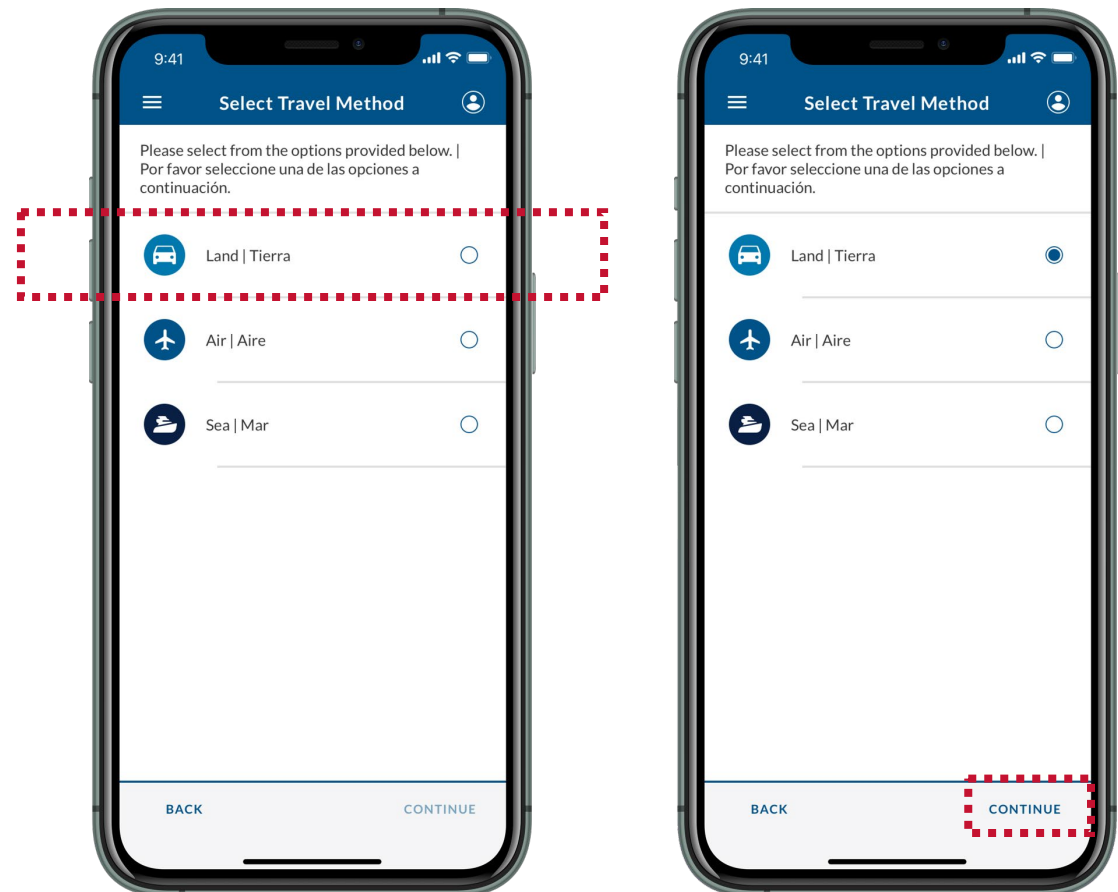 9:41
Select Travel Method
Please select from the options provided below. |
Por favor seleccione una de las opciones a
continuación.
Land | Tierra
Air | Aire
Sea | Mar
BACK CONTINUE
9:41
Select Travel Method
Please select from the options provided below. |
Por favor seleccione una de las opciones a
continuación.
Land | Tierra
Air | Aire
Sea | Mar
BACK CONTINUE